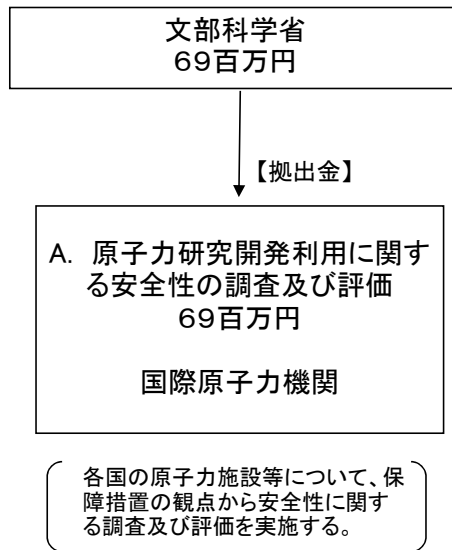 文部科学省
６９百万円
【拠出金】
A. 原子力研究開発利用に関す
る安全性の調査及び評価
６９百万円
国際原子力機関
各国の原子力施設等について、保
障措置の観点から安全性に関す
る調査及び評価を実施する。